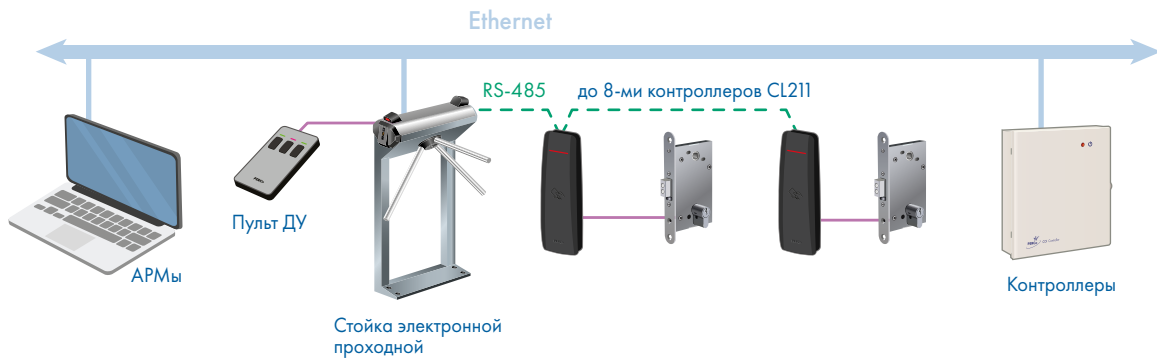 Ethernet
RS-485
до 8-ми контроллеров CL211
Пульт ДУ
АРМы
Контроллеры
Стойка электронной
проходной